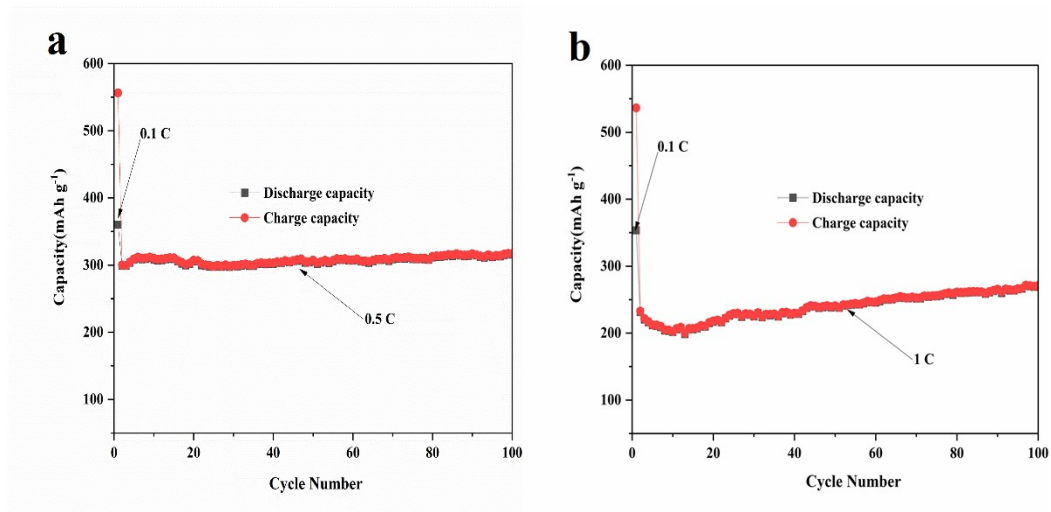 a
600
500
400
300
200
100
0.1 C
Discharge capacity
Charge capacity
0.5 C
Capacity(mAh g⁻¹)
0 20 40 60 80 100
Cycle Number
b
600
500
400
300
200
100
0.1 C
Discharge capacity
Charge capacity
1 C
Capacity(mAh g⁻¹)
0 20 40 60 80 100
Cycle Number